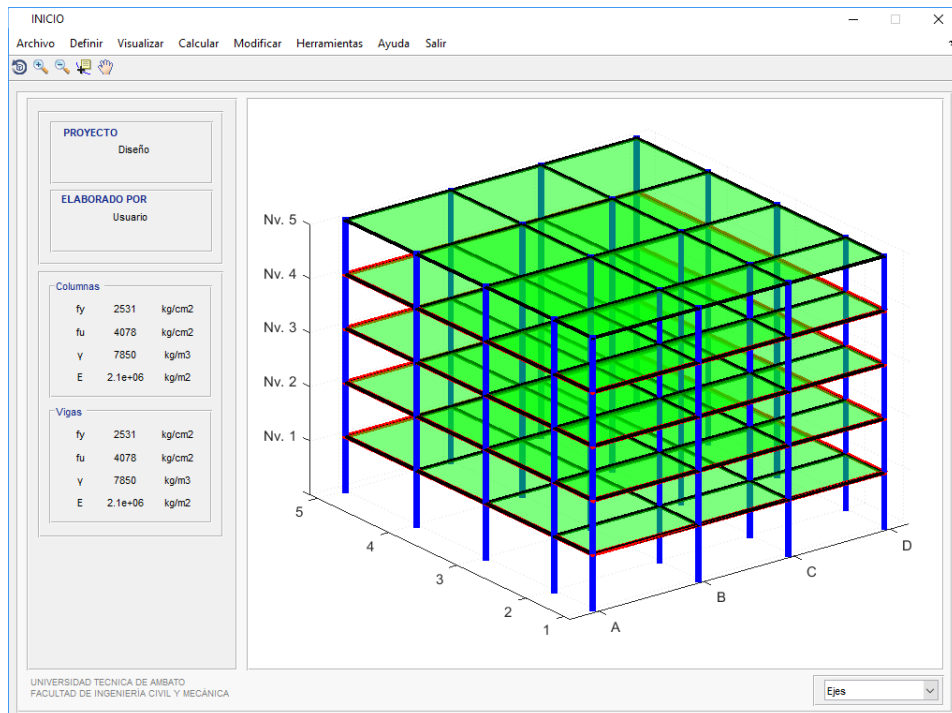 INICIO
Archivo Definir Visualizar Calcular Modificar Herramientas Ayuda Salir
PROYECTO
Diseño
ELABORADO POR
Usuario
Columnas
fy 2531 kg/cm2
fu 4078 kg/cm2
γ 7850 kg/m3
E 2.1e+06 kg/m2
Vigas
fy 2531 kg/cm2
fu 4078 kg/cm2
γ 7850 kg/m3
E 2.1e+06 kg/m2
Nv. 5
Nv. 4
Nv. 3
Nv. 2
Nv. 1
5
4
3
2
1
A
B
C
D
UNIVERSIDAD TECNICA DE AMBATO
FACULTAD DE INGENIERÌA CIVIL Y MECÁNICA
Ejes